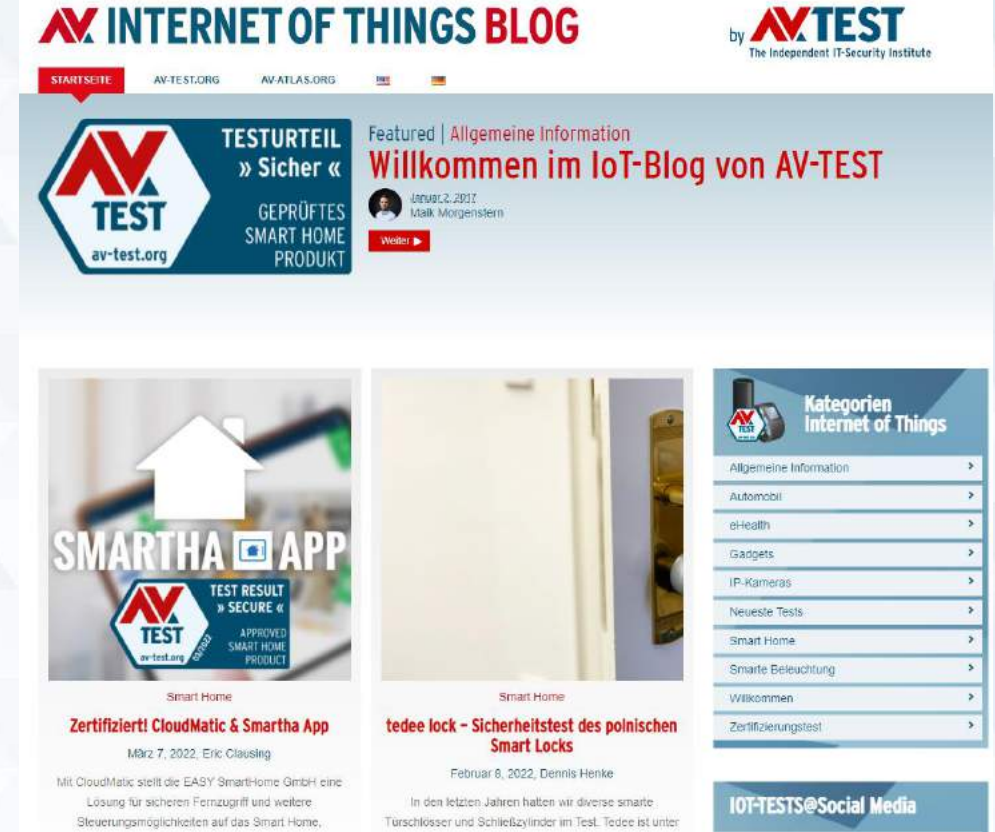 AV INTERNET OF THINGS BLOG
by AV TEST
The Independent IT-Security Institute
STARTSEITE
AV-TEST.ORG
AV-ATLAS.ORG
AV TEST
av-test.org
TESTURTEIL
» Sicher «
GEPRÜFTES
SMART HOME
PRODUKT
Featured | Allgemeine Information
Willkommen im IoT-Blog von AV-TEST
Januar 2, 2017
Maik Morgenstern
Weiter
SMARTHA APP
AV TEST
av-test.org
03/2022
TEST RESULT
» SECURE «
APPROVED
SMART HOME
PRODUCT
Smart Home
Zertifiziert! CloudMatic & Smartha App
März 7, 2022, Eric Clausing
Mit CloudMatic stellt die EASY SmartHome GmbH eine
Lösung für sicheren Fernzugriff und weitere
Steuerungsmöglichkeiten auf das Smart Home,
Smart Home
tedee lock – Sicherheitstest des polnischen
Smart Locks
Februar 8, 2022, Dennis Henke
In den letzten Jahren hatten wir diverse smarte
Türschlösser und Schließzylinder im Test. Tedee ist unter
AV TEST
Kategorien
Internet of Things
Allgemeine Information
Automobil
eHealth
Gadgets
IP-Kameras
Neueste Tests
Smart Home
Smarte Beleuchtung
Willkommen
Zertifizierungstest
IOT-TESTS@Social Media